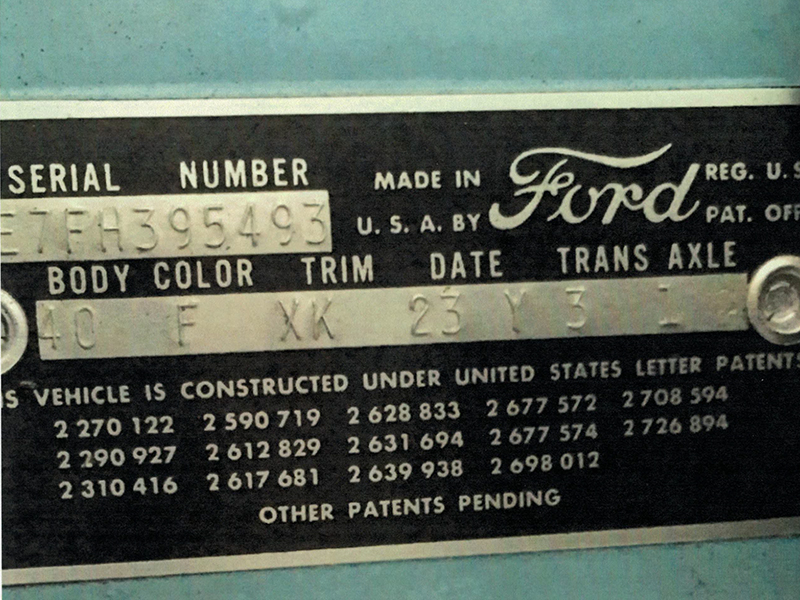 SERIAL NUMBER
E7FH395493
MADE IN
U. S. A. BY
Ford
REG. U. S
PAT. OFF
BODY COLOR TRIM DATE TRANS AXLE
40 F XK 23 Y 3 1
S VEHICLE IS CONSTRUCTED UNDER UNITED STATES LETTER PATENTS
2 270 122 2 590 719 2 628 833 2 677 572 2 708 594
2 290 927 2 612 829 2 631 694 2 677 574 2 726 894
2 310 416 2 617 681 2 639 938 2 698 012
OTHER PATENTS PENDING